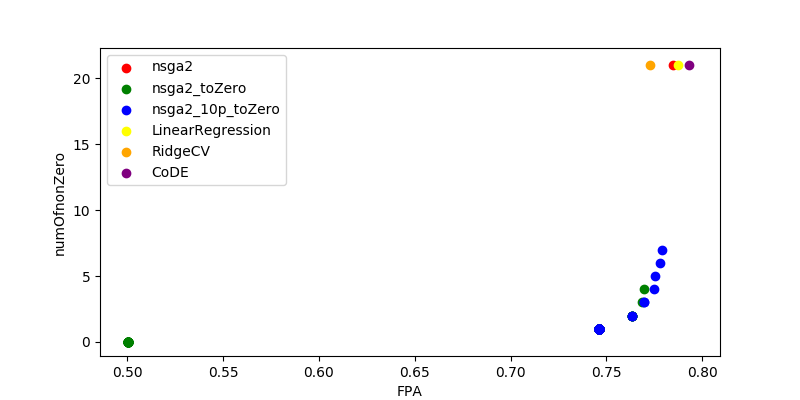 nsga2
nsga2_toZero
nsga2_10p_toZero
LinearRegression
RidgeCV
CoDE
numOfnonZero
20
15
10
5
0
0.50 0.55 0.60 0.65 0.70 0.75 0.80
FPA